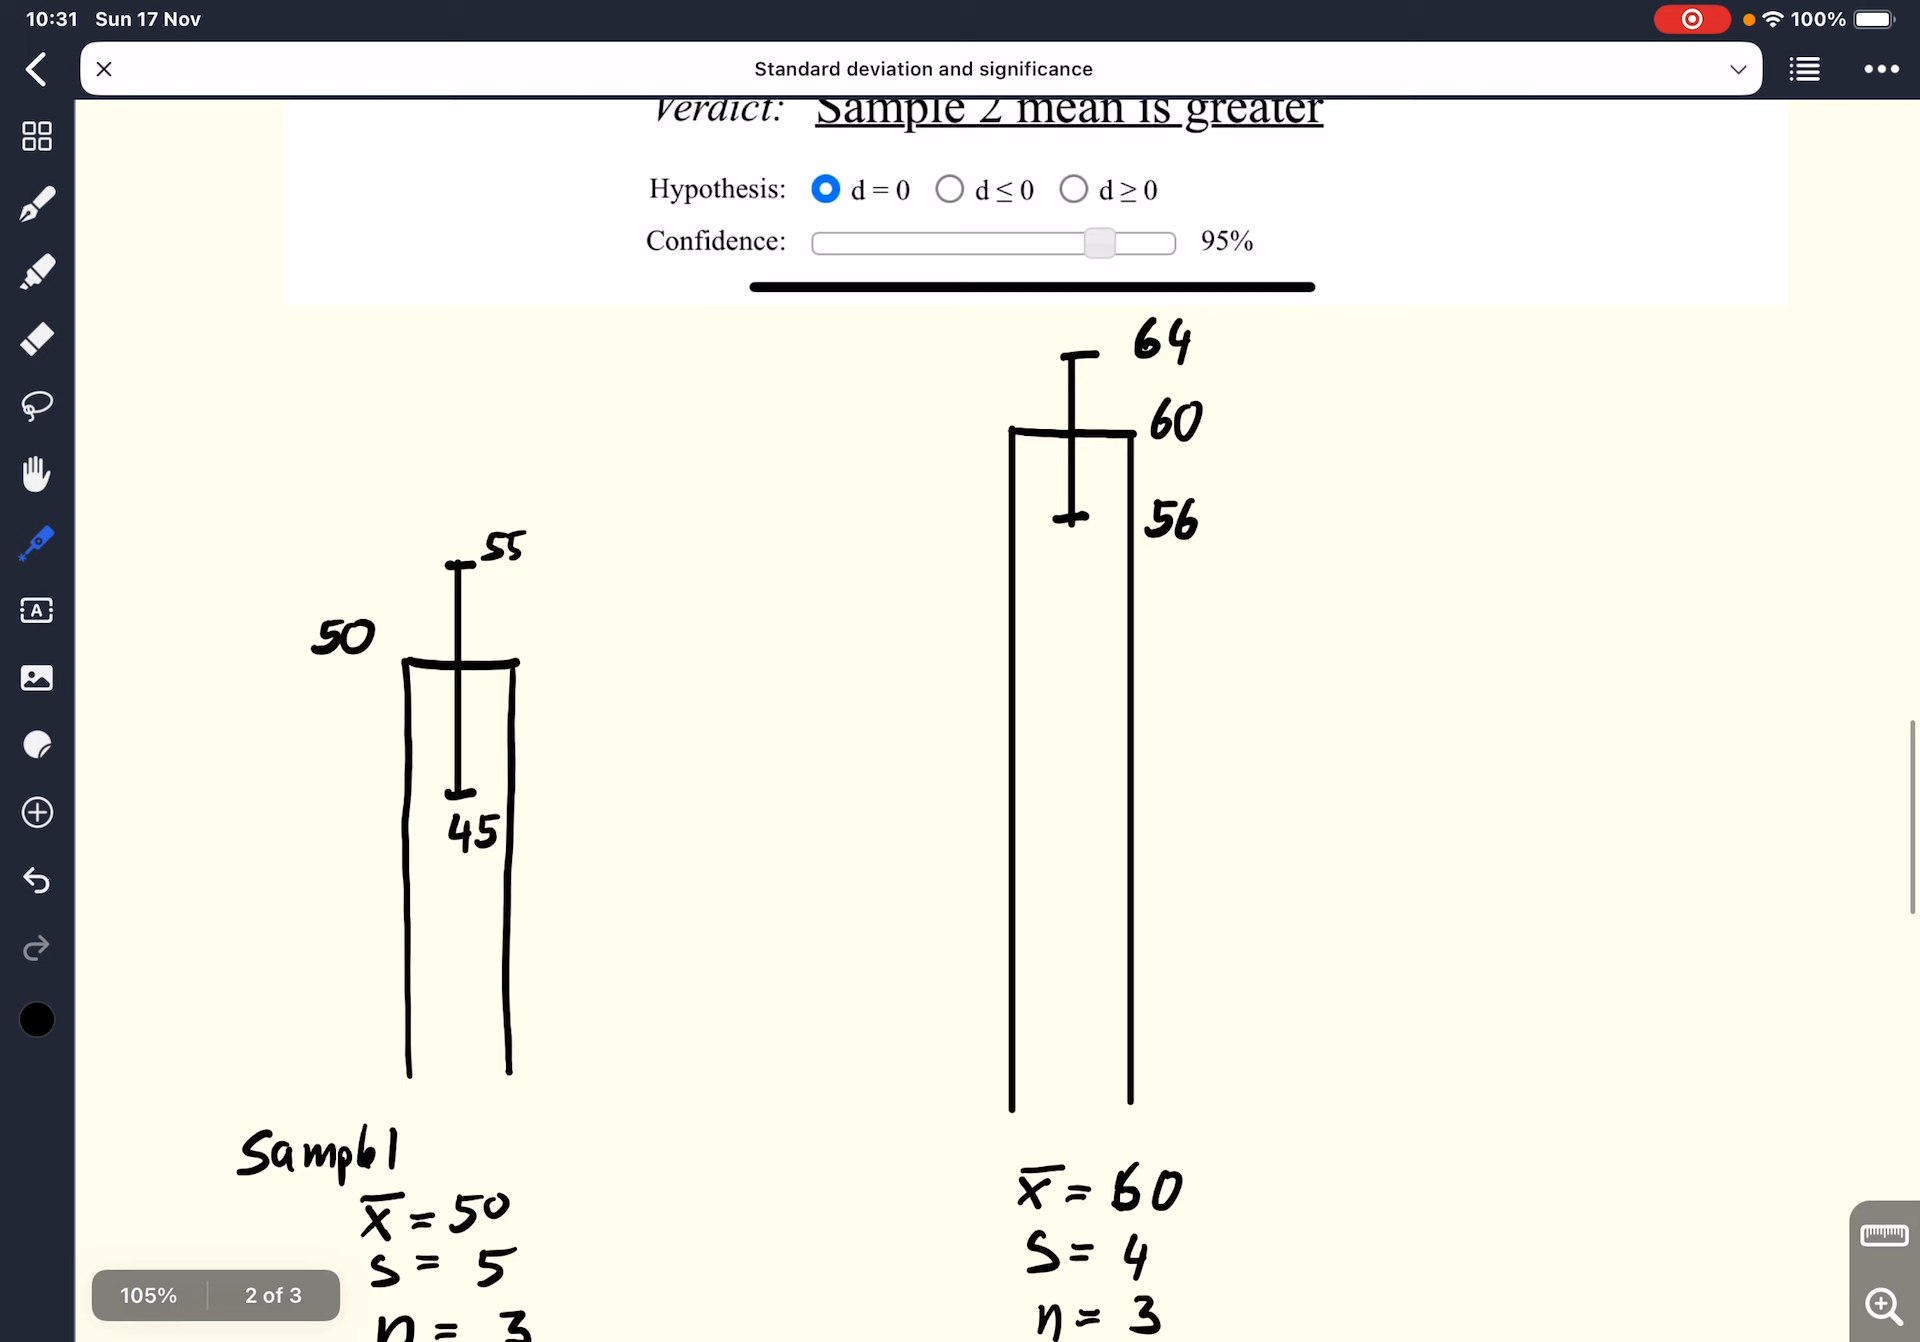 10:31 Sun 17 Nov
100%
Standard deviation and significance
Verdict: Sample 2 mean is greater
Hypothesis: d = 0 d ≤ 0 d ≥ 0
Confidence: 95%
64
60
56
55
50
45
Sample 1
x̄ = 50
s = 5
n = 3
x̄ = 60
s = 4
n = 3
105% 2 of 3